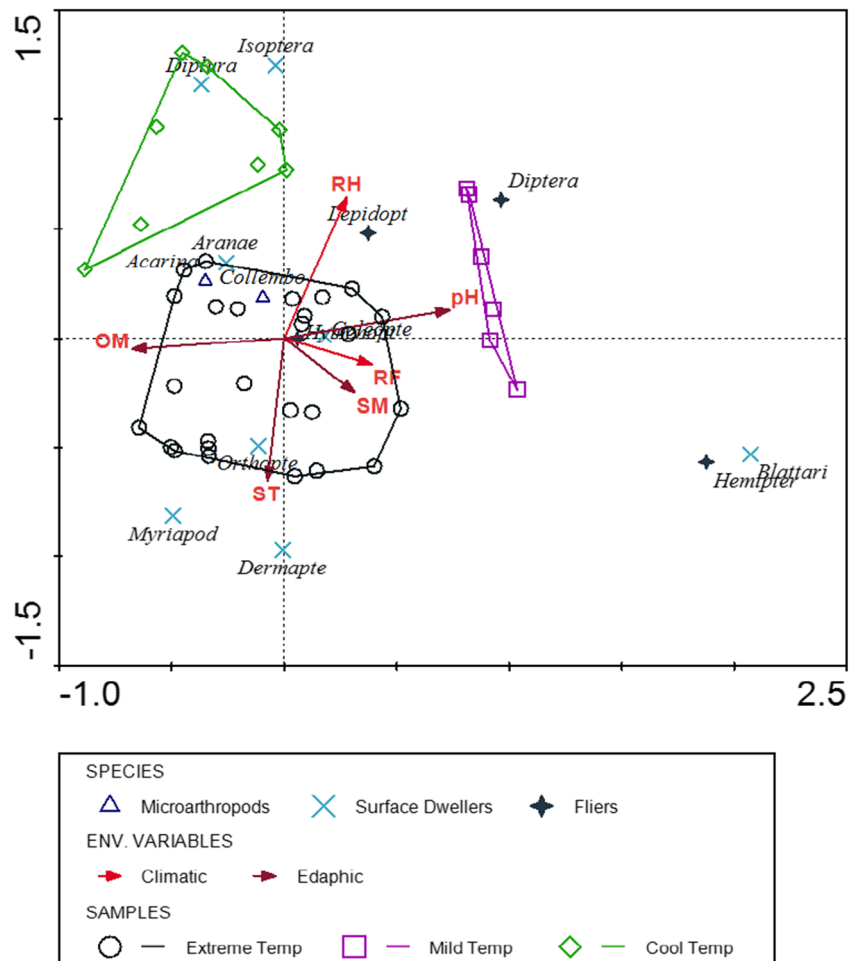 1.5
Isoptera
Diplura
RH
Diptera
Lepidopt
Aranae
Acarina
Collembo
pH
Coleopte
Hymenopt
OM
RF
SM
Orthopte
ST
Blattari
Hemipter
Myriapod
Dermapte
-1.5
-1.0 2.5
SPECIES
Microarthropods Surface Dwellers Fliers
ENV. VARIABLES
Climatic Edaphic
SAMPLES
Extreme Temp Mild Temp Cool Temp